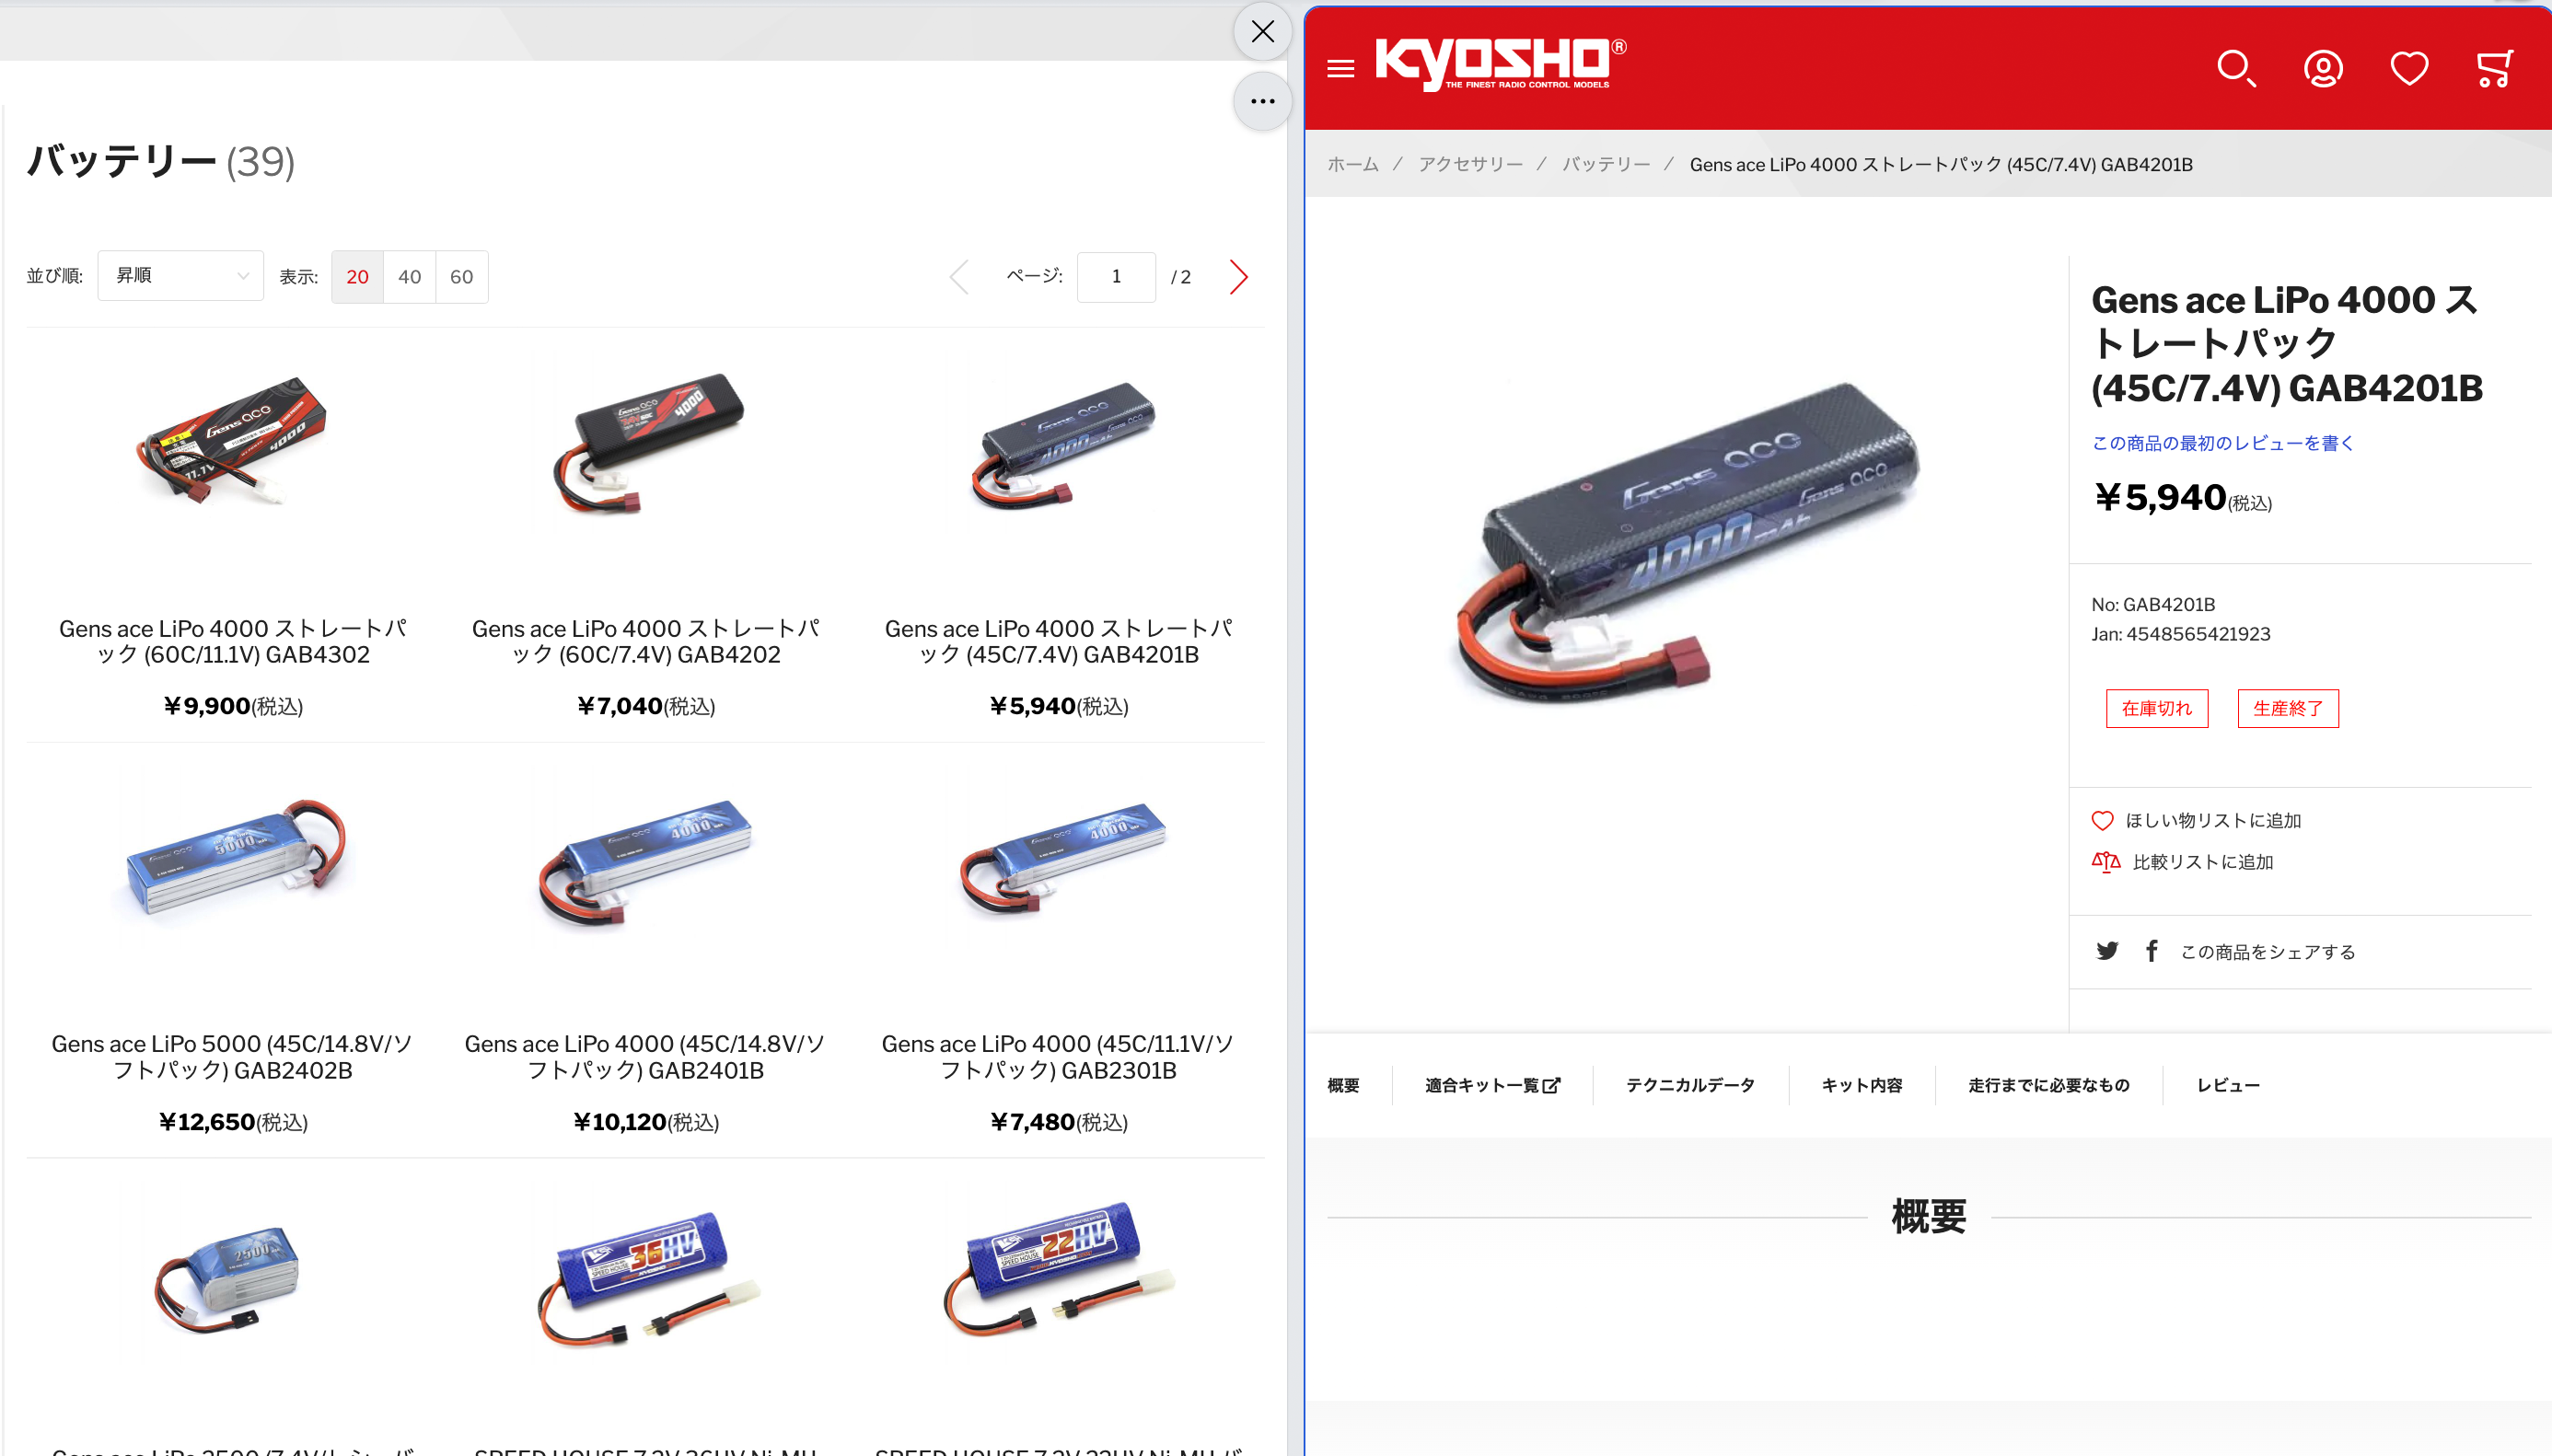 バッテリー (39)
並び順: 昇順 表示: 20 40 60 ページ: 1 / 2
Gens ace LiPo 4000 ストレートパ
ック (60C/11.1V) GAB4302
￥9,900(税込)
Gens ace LiPo 4000 ストレートパ
ック (60C/7.4V) GAB4202
￥7,040(税込)
Gens ace LiPo 4000 ストレートパ
ック (45C/7.4V) GAB4201B
￥5,940(税込)
Gens ace LiPo 5000 (45C/14.8V/ソ
フトパック) GAB2402B
￥12,650(税込)
Gens ace LiPo 4000 (45C/14.8V/ソ
フトパック) GAB2401B
￥10,120(税込)
Gens ace LiPo 4000 (45C/11.1V/ソ
フトパック) GAB2301B
￥7,480(税込)
2500
36HV
SPEED HOUSE
22HV
SPEED HOUSE
KYOSHO®
THE FINEST RADIO CONTROL MODELS
ホーム / アクセサリー / バッテリー / Gens ace LiPo 4000 ストレートパック (45C/7.4V) GAB4201B
Gens ace
4000 mAh
Gens ace
Gens ace LiPo 4000 ス
トレートパック
(45C/7.4V) GAB4201B
この商品の最初のレビューを書く
￥5,940(税込)
No: GAB4201B
Jan: 4548565421923
在庫切れ 生産終了
ほしい物リストに追加
比較リストに追加
この商品をシェアする
概要 適合キット一覧 テクニカルデータ キット内容 走行までに必要なもの レビュー
概要